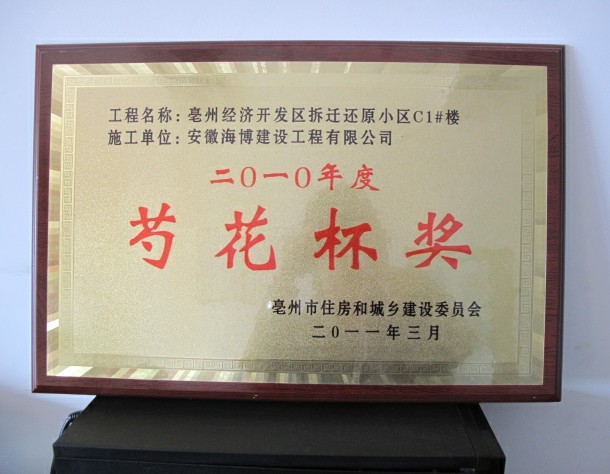 工程名称：亳州经济开发区拆迁还原小区C1#楼
施工单位：安徽海博建设工程有限公司
二0一0年度
芍花杯奖
亳州市住房和城乡建设委员会
二0一一年三月